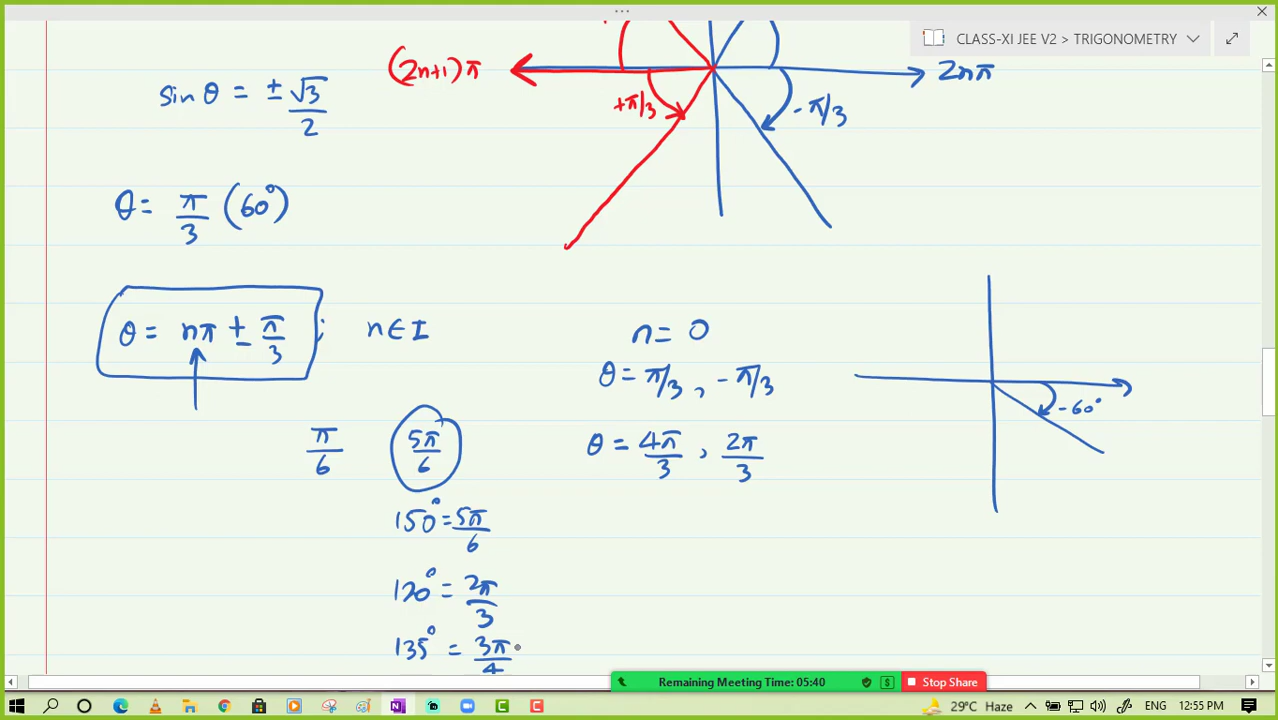 CLASS-XI JEE V2 > TRIGONOMETRY
(2n+1)π
2nπ
sin θ = ± √3/2
+π/3
-π/3
θ = π/3 (60°)
θ = nπ ± π/3 ; n ∈ I
n = 0
θ = π/3, -π/3
-60°
π/6 5π/6
θ = 4π/3, 2π/3
150° = 5π/6
120° = 2π/3
135° = 3π/4
Remaining Meeting Time: 05:40
Stop Share
29°C Haze
ENG
12:55 PM